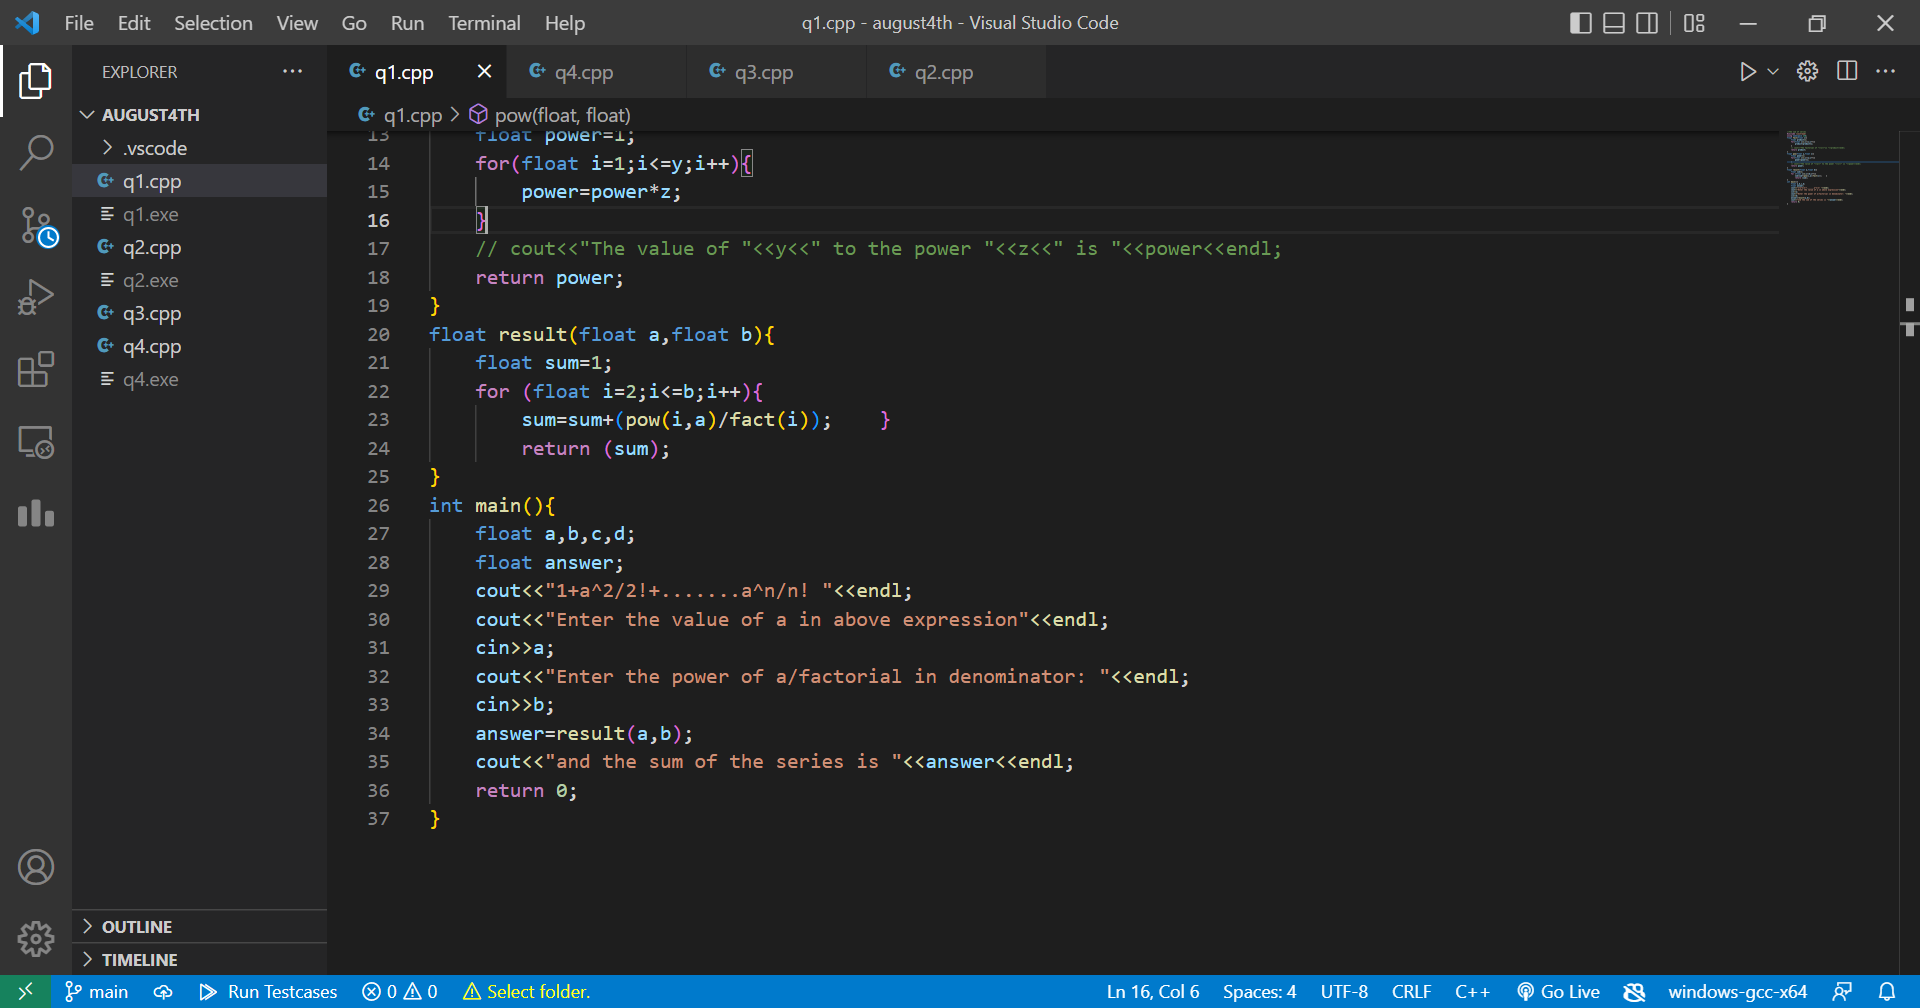 File Edit Selection View Go Run Terminal Help
q1.cpp - august4th - Visual Studio Code
EXPLORER
AUGUST4TH
.vscode
q1.cpp
q1.exe
q2.cpp
q2.exe
q3.cpp
q4.cpp
q4.exe
OUTLINE
TIMELINE
q1.cpp q4.cpp q3.cpp q2.cpp
q1.cpp > pow(float, float)
13 float power=1;
14 for(float i=1;i<=y;i++){
15 power=power*z;
16 }
17 // cout<<"The value of "<<y<<" to the power "<<z<<" is "<<power<<endl;
18 return power;
19 }
20 float result(float a,float b){
21 float sum=1;
22 for (float i=2;i<=b;i++){
23 sum=sum+(pow(i,a)/fact(i)); }
24 return (sum);
25 }
26 int main(){
27 float a,b,c,d;
28 float answer;
29 cout<<"1+a^2/2!+.......a^n/n! "<<endl;
30 cout<<"Enter the value of a in above expression"<<endl;
31 cin>>a;
32 cout<<"Enter the power of a/factorial in denominator: "<<endl;
33 cin>>b;
34 answer=result(a,b);
35 cout<<"and the sum of the series is "<<answer<<endl;
36 return 0;
37 }
main Run Testcases 0 0 Select folder. Ln 16, Col 6 Spaces: 4 UTF-8 CRLF C++ Go Live windows-gcc-x64